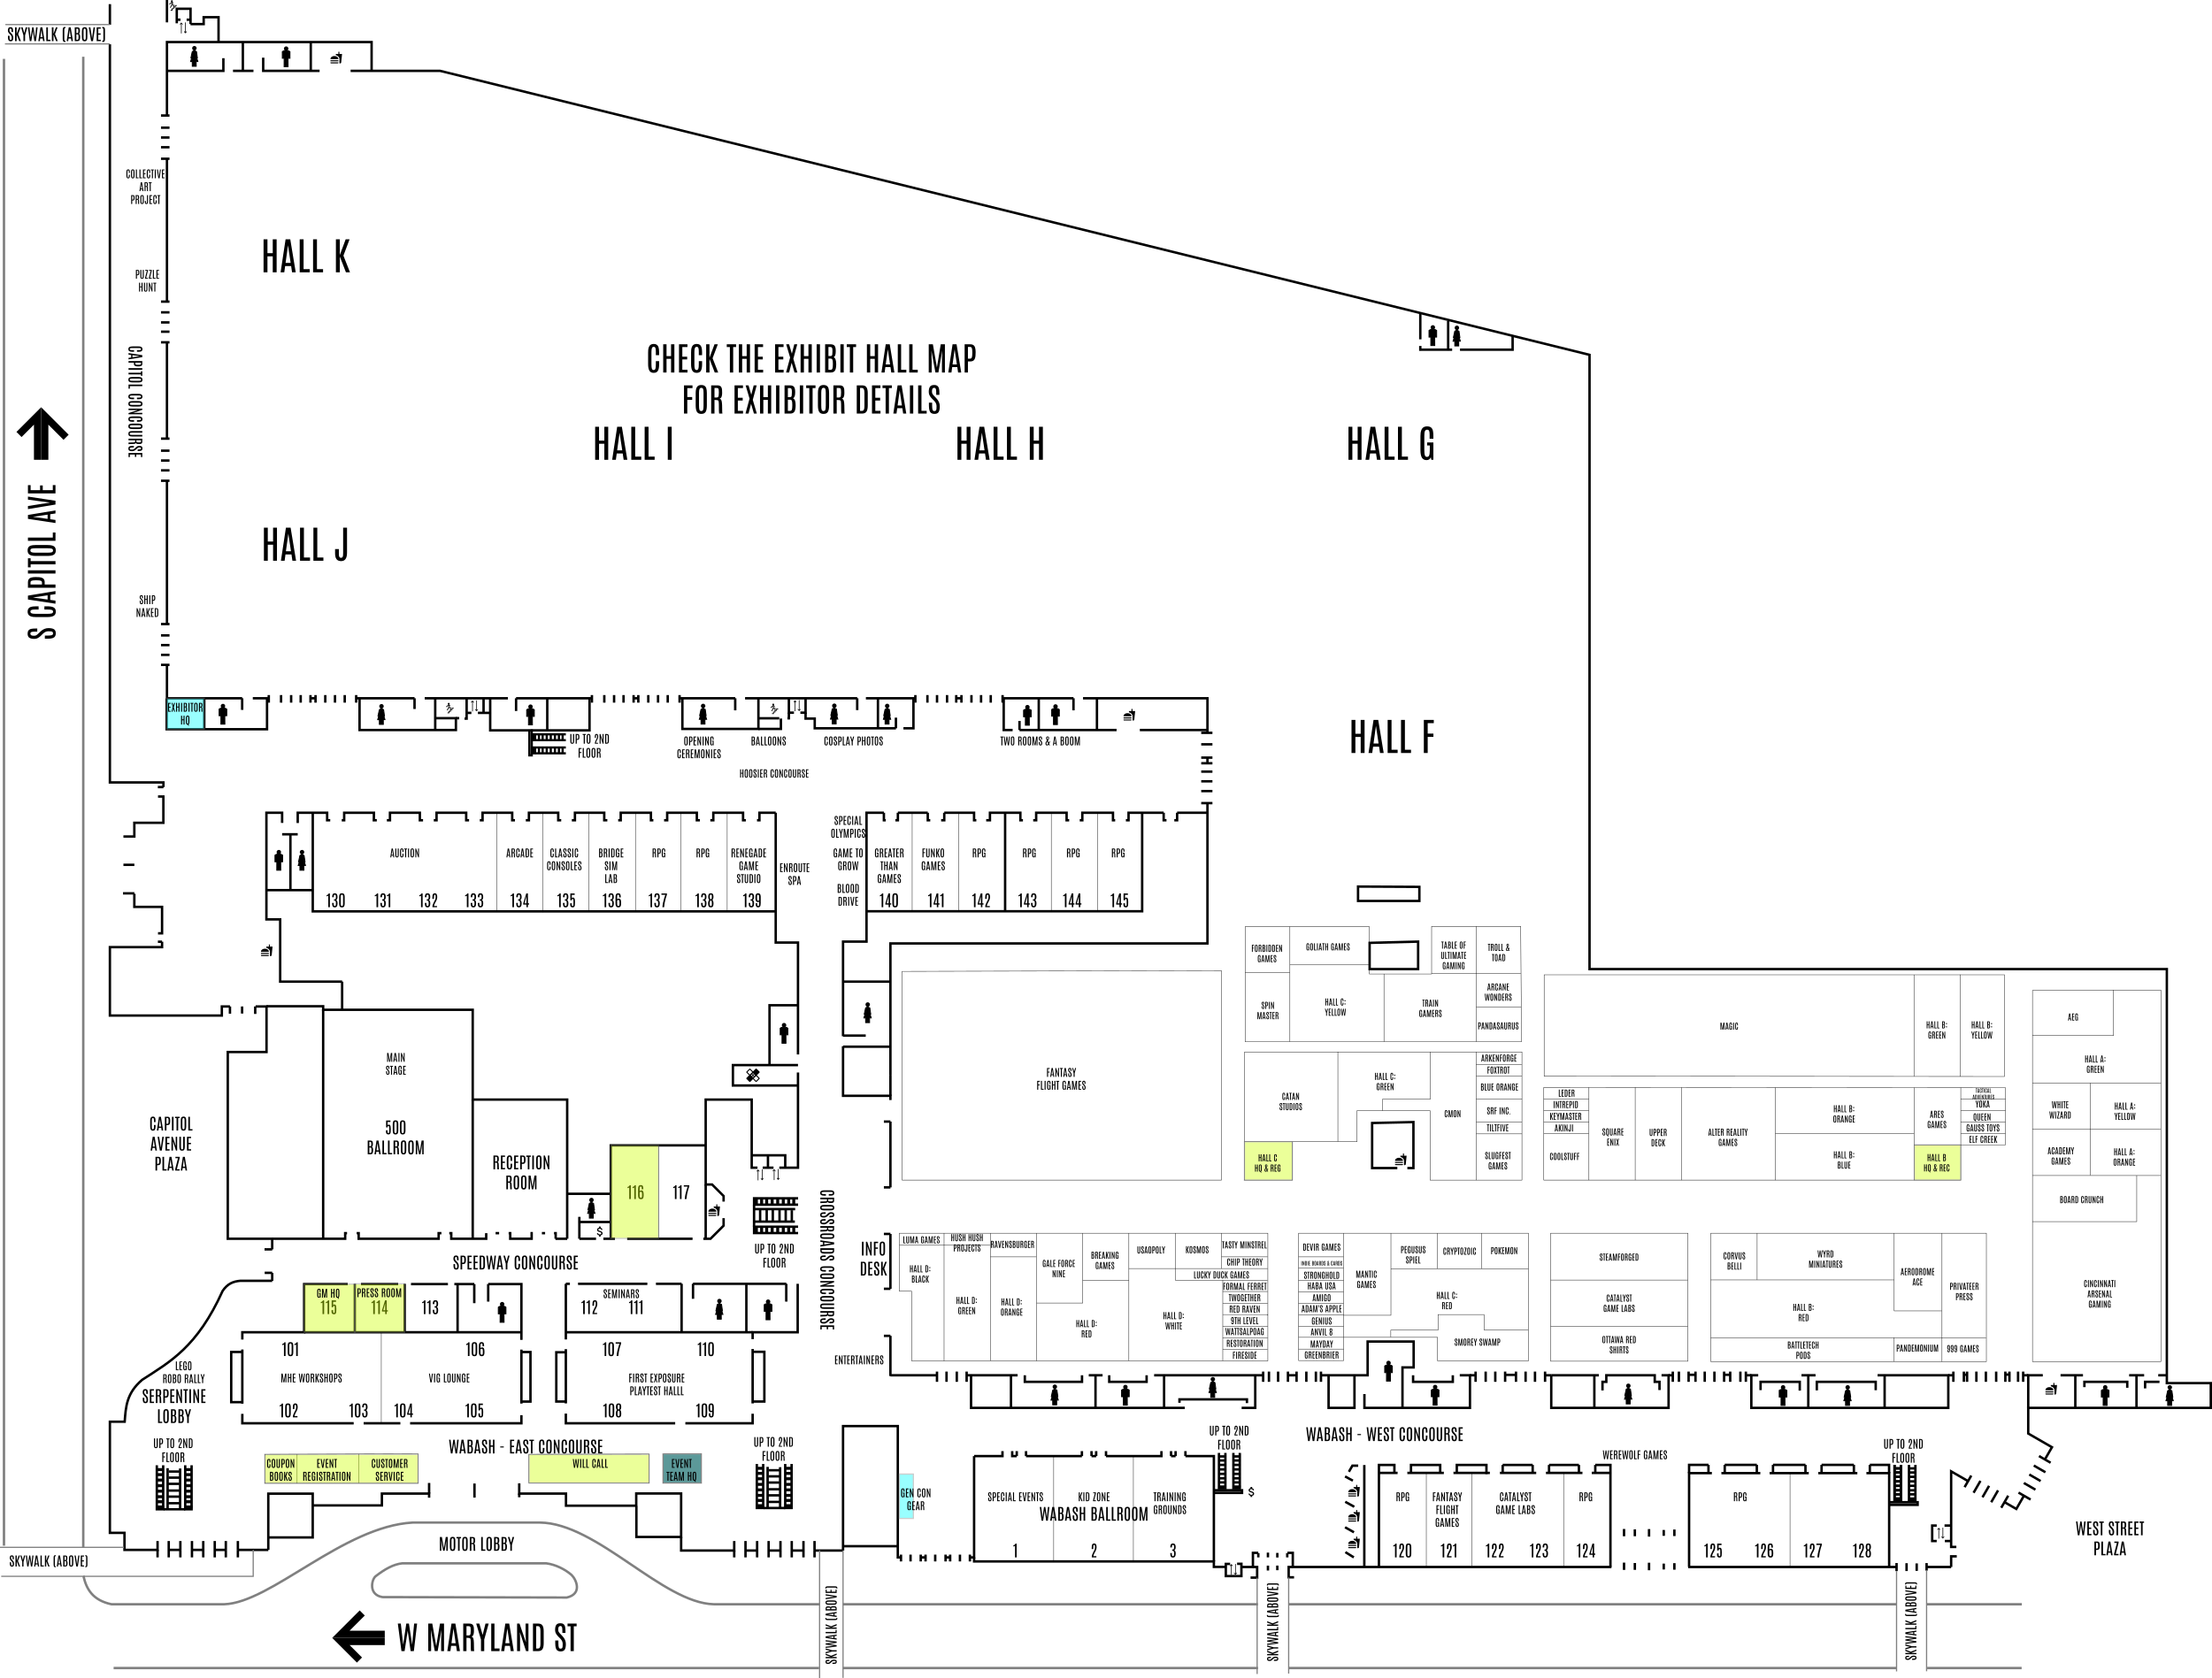 SKYWALK (ABOVE)
COLLECTIVE
ART
PROJECT
HALL K
PUZZLE
HUNT
CAPITOL CONCOURSE
CHECK THE EXHIBIT HALL MAP
FOR EXHIBITOR DETAILS
HALL I
HALL H
HALL G
S CAPITOL AVE
HALL J
SHIP
NAKED
EXHIBITOR
HQ
UP TO 2ND
FLOOR
OPENING
CEREMONIES
BALLOONS
COSPLAY PHOTOS
TWO ROOMS & A BOOM
HALL F
HOOSIER CONCOURSE
AUCTION
130
131
132
133
ARCADE
134
CLASSIC
CONSOLES
135
BRIDGE
SIM
LAB
136
RPG
137
RPG
138
RENEGADE
GAME
STUDIO
139
ENROUTE
SPA
SPECIAL
OLYMPICS
GAME TO
GROW
BLOOD
DRIVE
GREATER
THAN
GAMES
140
FUNKO
GAMES
141
RPG
142
RPG
143
RPG
144
RPG
145
FORBIDDEN
GAMES
GOLIATH GAMES
TABLE OF
ULTIMATE
GAMING
TROLL &
TOAD
SPIN
MASTER
HALL C:
YELLOW
TRAIN
GAMERS
ARCANE
WONDERS
PANDASAURUS
MAGIC
HALL B:
GREEN
HALL B:
YELLOW
AEG
HALL A:
GREEN
MAIN
STAGE
500
BALLROOM
CAPITOL
AVENUE
PLAZA
RECEPTION
ROOM
116
117
$
FANTASY
FLIGHT GAMES
CATAN
STUDIOS
HALL C:
GREEN
CMON
ARKENFORGE
FOXTROT
BLUE ORANGE
SRF INC.
TILTFIVE
SLUGFEST
GAMES
HALL C
HQ & REG
LEDER
INTREPID
KEYMASTER
AKINJI
COOLSTUFF
SQUARE
ENIX
UPPER
DECK
ALTER REALITY
GAMES
HALL B:
ORANGE
HALL B:
BLUE
ARES
GAMES
HALL B
HQ & REC
TACTICAL
ADVENTURES
YOKA
QUEEN
GAUSS TOYS
ELF CREEK
WHITE
WIZARD
HALL A:
YELLOW
ACADEMY
GAMES
HALL A:
ORANGE
BOARD CRUNCH
SPEEDWAY CONCOURSE
UP TO 2ND
FLOOR
CROSSROADS CONCOURSE
INFO
DESK
LUMA GAMES
HUSH HUSH
PROJECTS
RAVENSBURGER
HALL D:
BLACK
HALL D:
GREEN
HALL D:
ORANGE
GALE FORCE
NINE
BREAKING
GAMES
HALL D:
RED
USAOPOLY
KOSMOS
HALL D:
WHITE
TASTY MINSTREL
CHIP THEORY
LUCKY DUCK GAMES
FORMAL FERRET
TWOGETHER
RED RAVEN
9TH LEVEL
WATTSALPOAG
RESTORATION
FIRESIDE
DEVIR GAMES
INDIE BOARDS & CARDS
STRONGHOLD
HABA USA
AMIGO
ADAM'S APPLE
GENIUS
ANVIL 8
MAYDAY
GREENBRIER
MANTIC
GAMES
PEGUSUS
SPIEL
CRYPTOZOIC
POKEMON
HALL C:
RED
SMOREY SWAMP
STEAMFORGED
CATALYST
GAME LABS
OTTAWA RED
SHIRTS
CORVUS
BELLI
WYRD
MINIATURES
AERODROME
ACE
HALL B:
RED
PRIVATEER
PRESS
BATTLETECH
PODS
PANDEMONIUM
999 GAMES
CINCINNATI
ARSENAL
GAMING
GM HQ
115
PRESS ROOM
114
113
SEMINARS
112
111
101
106
MHE WORKSHOPS
VIG LOUNGE
102
103
104
105
107
110
FIRST EXPOSURE
PLAYTEST HALLL
108
109
ENTERTAINERS
LEGO
ROBO RALLY
SERPENTINE
LOBBY
UP TO 2ND
FLOOR
WABASH - EAST CONCOURSE
COUPON
BOOKS
EVENT
REGISTRATION
CUSTOMER
SERVICE
WILL CALL
EVENT
TEAM HQ
UP TO 2ND
FLOOR
GEN CON
GEAR
SPECIAL EVENTS
KID ZONE
TRAINING
GROUNDS
WABASH BALLROOM
1
2
3
UP TO 2ND
FLOOR
$
WABASH - WEST CONCOURSE
WEREWOLF GAMES
RPG
120
FANTASY
FLIGHT
GAMES
121
CATALYST
GAME LABS
122
123
RPG
124
RPG
125
126
127
128
UP TO 2ND
FLOOR
WEST STREET
PLAZA
MOTOR LOBBY
SKYWALK (ABOVE)
SKYWALK (ABOVE)
SKYWALK (ABOVE)
SKYWALK (ABOVE)
W MARYLAND ST